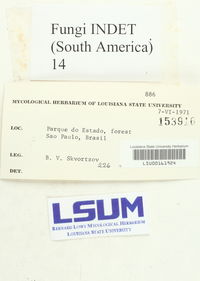 Fungi INDET
(South America)
14
886
MYCOLOGICAL HERBARIUM OF LOUISIANA STATE UNIVERSITY
7-VI-1971
153910
LOC. Parque do Estado, forest
Sao Paulo, Brasil
Louisiana State University Herbarium
LEG. B. V. Skvortzov
226
DET.
LSUM
BERNARD LOWY MYCOLOGICAL HERBARIUM
LOUISIANA STATE UNIVERSITY